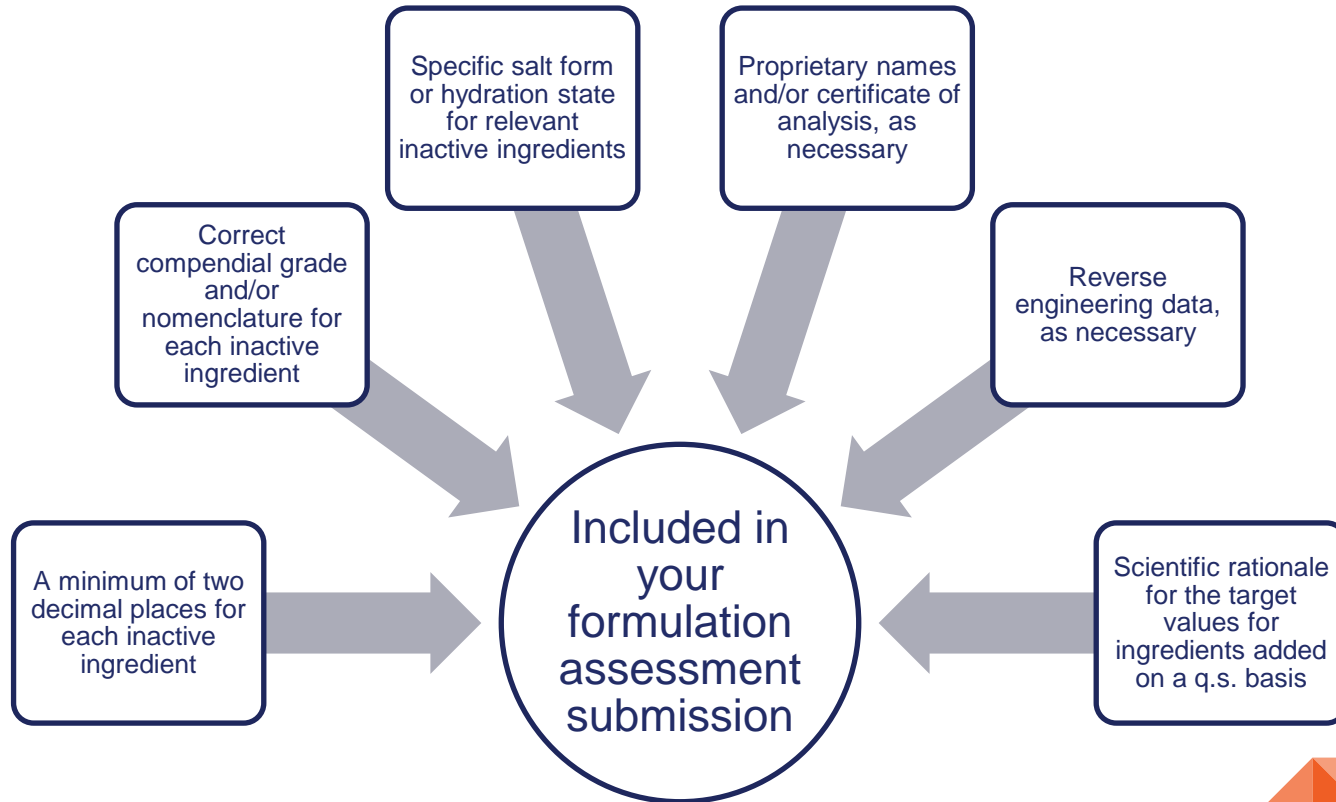 Specific salt form
or hydration state
for relevant
inactive ingredients
Proprietary names
and/or certificate of
analysis, as
necessary
Correct
compendial grade
and/or
nomenclature for
each inactive
ingredient
Reverse
engineering data,
as necessary
A minimum of two
decimal places for
each inactive
ingredient
Included in
your
formulation
assessment
submission
Scientific rationale
for the target
values for
ingredients added
on a q.s. basis